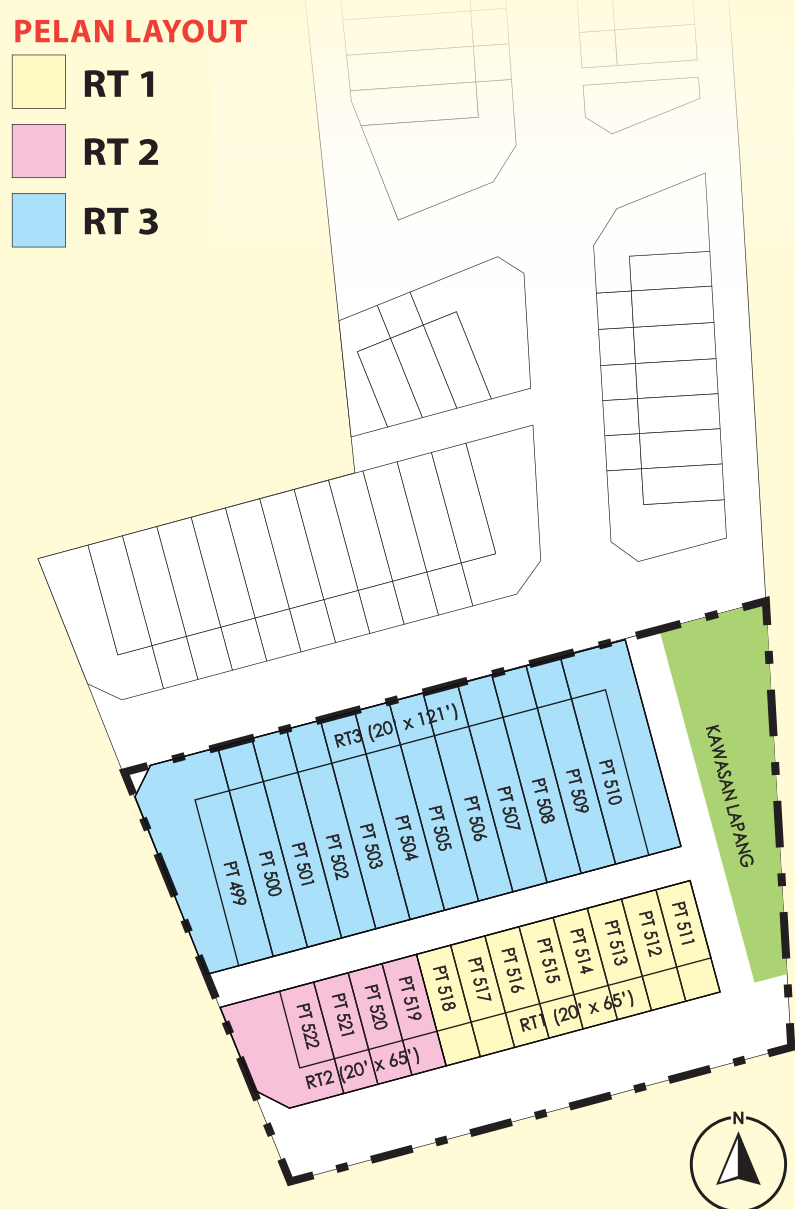 PELAN LAYOUT
RT 1
RT 2
RT 3
RT3 (20' x 121')
PT 499
PT 500
PT 501
PT 502
PT 503
PT 504
PT 505
PT 506
PT 507
PT 508
PT 509
PT 510
KAWASAN LAPANG
PT 522
PT 521
PT 520
PT 519
PT 518
PT 517
PT 516
PT 515
PT 514
PT 513
PT 512
PT 511
RT2 (20' x 65')
RT1 (20' x 65')
N